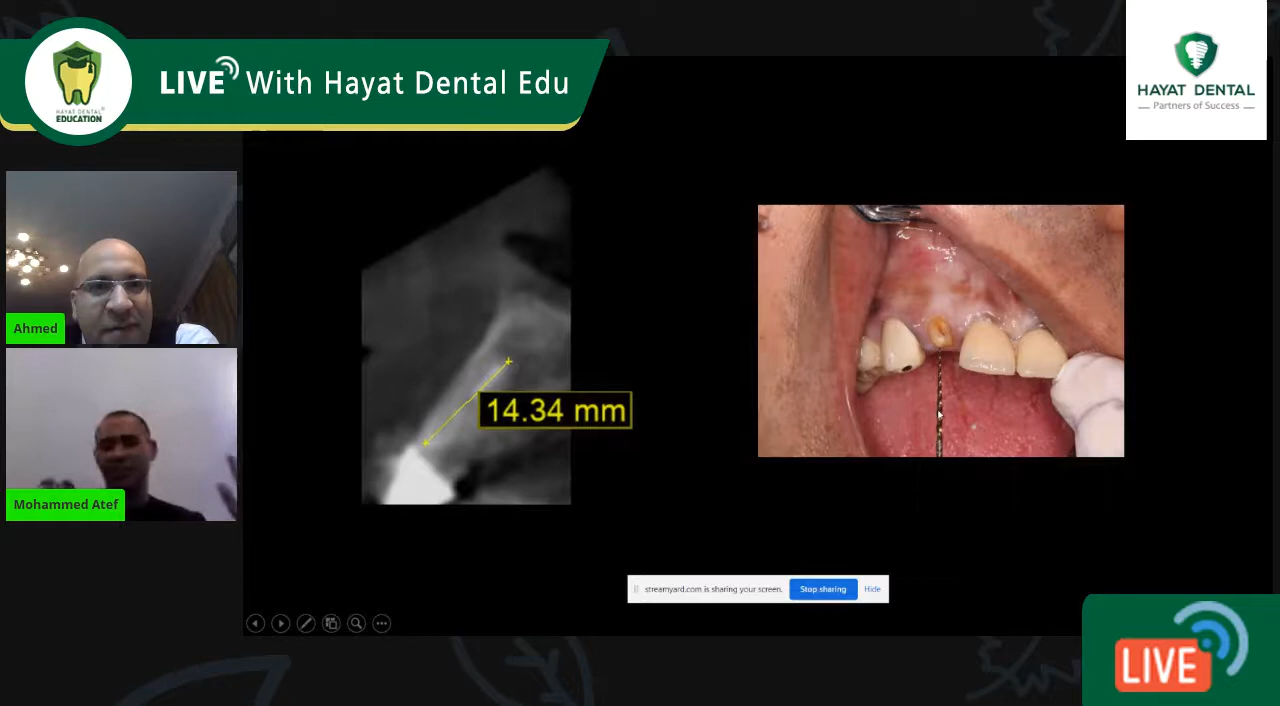 LIVE With Hayat Dental Edu
HAYAT DENTAL
EDUCATION
HAYAT DENTAL
Partners of Success
Ahmed
Mohammed Atef
14.34 mm
streamyard.com is sharing your screen.
Stop sharing
Hide
LIVE